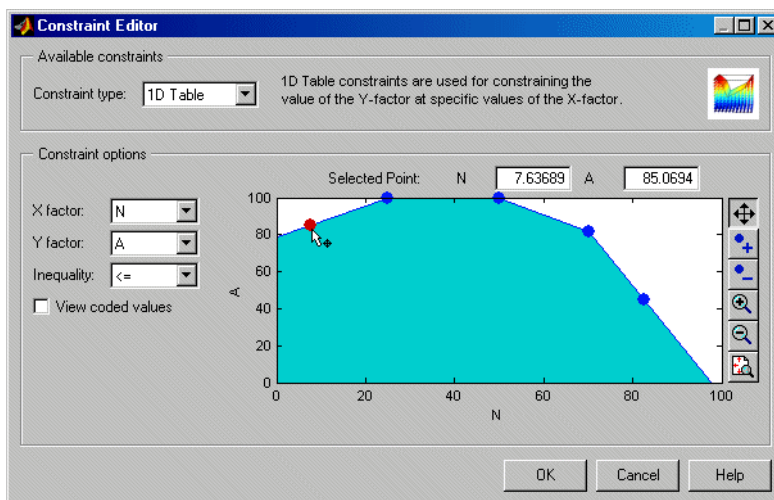 Constraint Editor
Available constraints
Constraint type: 1D Table
1D Table constraints are used for constraining the
value of the Y-factor at specific values of the X-factor.
Constraint options
Selected Point: N 7.63689 A 85.0694
X factor: N
Y factor: A
Inequality: <=
View coded values
100
80
60
40
20
0
A
0 20 40 60 80 100
N
OK Cancel Help